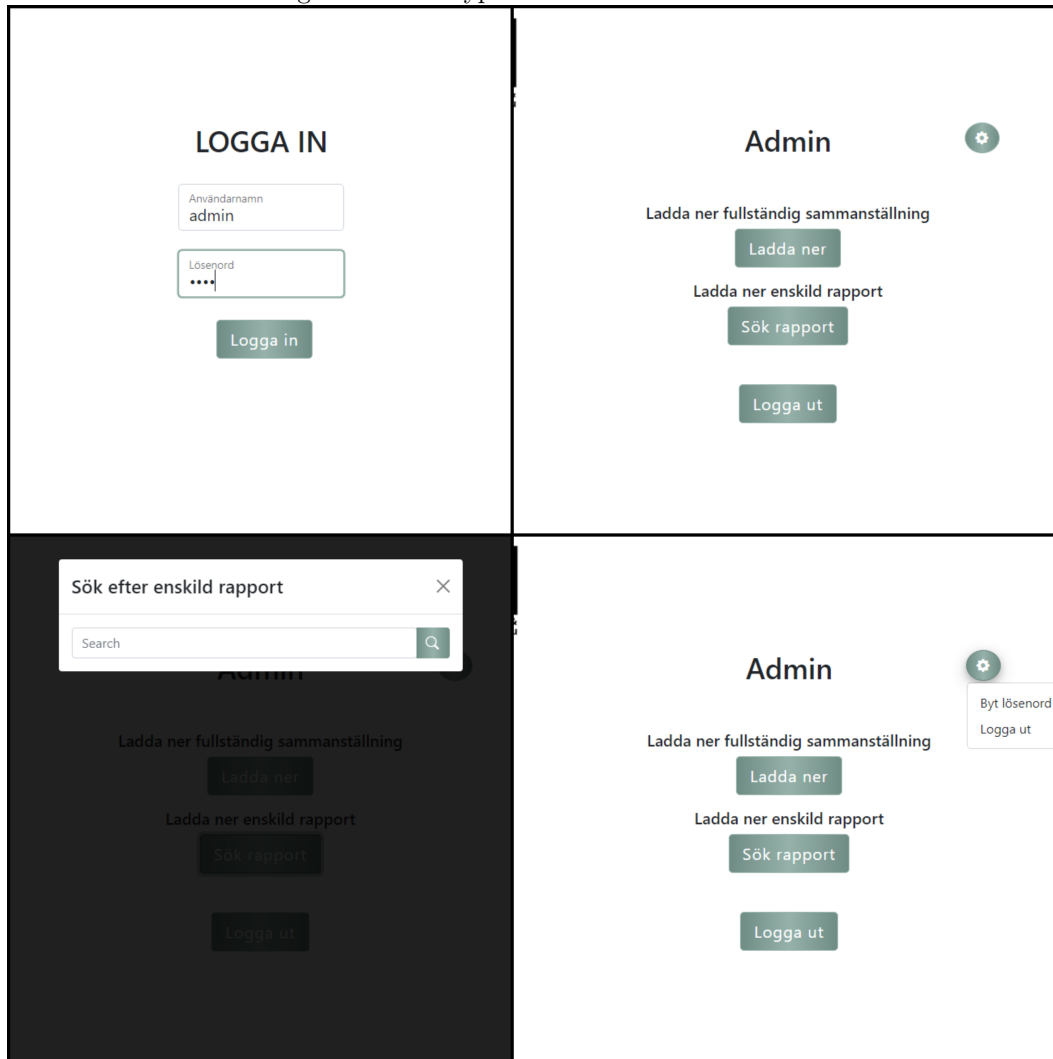 LOGGA IN
Användarnamn
admin
Lösenord
••••
Logga in
Admin
Ladda ner fullständig sammanställning
Ladda ner
Ladda ner enskild rapport
Sök rapport
Logga ut
Sök efter enskild rapport
Search
Admin
Ladda ner fullständig sammanställning
Ladda ner
Ladda ner enskild rapport
Sök rapport
Logga ut
Admin
Byt lösenord
Logga ut
Ladda ner fullständig sammanställning
Ladda ner
Ladda ner enskild rapport
Sök rapport
Logga ut